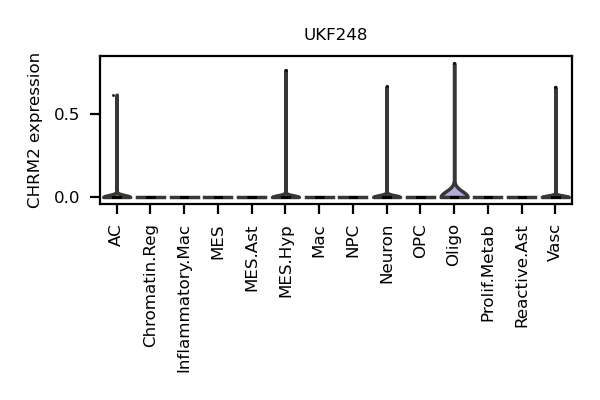 UKF248
CHRM2 expression
0.5
0.0
AC
Chromatin.Reg
Inflammatory.Mac
MES
MES.Ast
MES.Hyp
Mac
NPC
Neuron
OPC
Oligo
Prolif.Metab
Reactive.Ast
Vasc